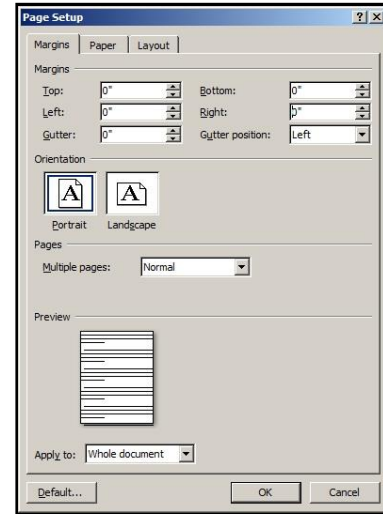 Page Setup ? X
Margins Paper Layout
Margins
Top: 0" Bottom: 0"
Left: 0" Right: 0"
Gutter: 0" Gutter position: Left
Orientation
A A
Portrait Landscape
Pages
Multiple pages: Normal
Preview
Apply to: Whole document
Default... OK Cancel